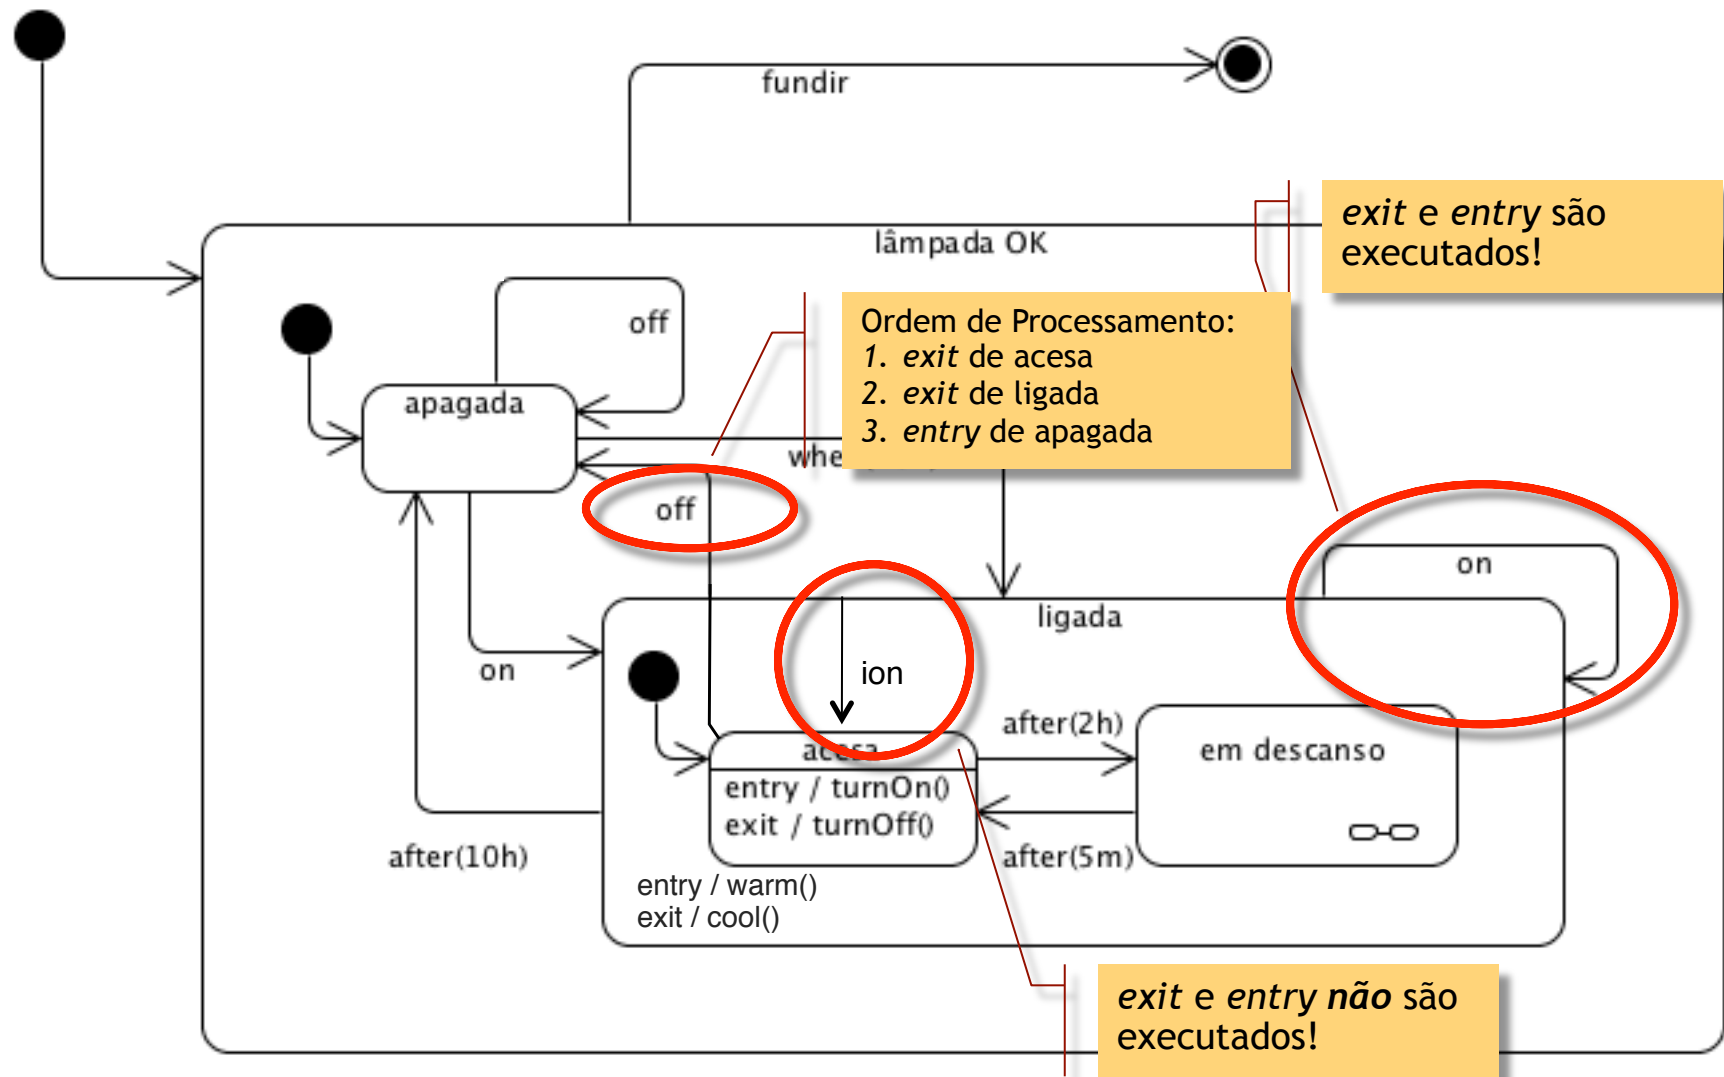 fundir
exit e entry são
executados!
lâmpada OK
off
Ordem de Processamento:
1. exit de acesa
2. exit de ligada
3. entry de apagada
apagada
off
on
ligada
on
ion
after(2h)
acesa
em descanso
entry / turnOn()
exit / turnOff()
after(10h)
after(5m)
entry / warm()
exit / cool()
exit e entry não são
executados!